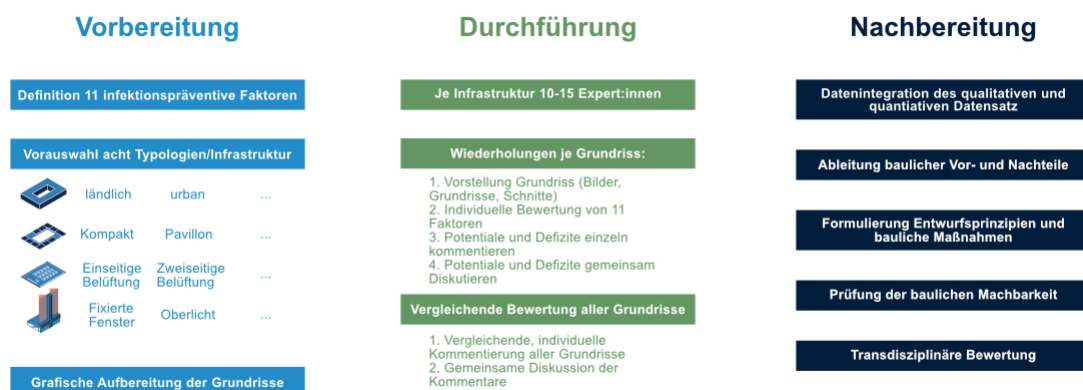 Vorbereitung
Definition 11 infektionspräventive Faktoren
Vorauswahl acht Typologien/Infrastruktur
ländlich urban ...
Kompakt Pavillon ...
Einseitige Zweiseitige ...
Belüftung Belüftung
Fixierte Oberlicht ...
Fenster
Grafische Aufbereitung der Grundrisse
Durchführung
Je Infrastruktur 10-15 Expert:innen
Wiederholungen je Grundriss:
1. Vorstellung Grundriss (Bilder,
Grundrisse, Schnitte)
2. Individuelle Bewertung von 11
Faktoren
3. Potentiale und Defizite einzeln
kommentieren
4. Potentiale und Defizite gemeinsam
Diskutieren
Vergleichende Bewertung aller Grundrisse
1. Vergleichende, individuelle
Kommentierung aller Grundrisse
2. Gemeinsame Diskussion der
Kommentare
Nachbereitung
Datenintegration des qualitativen und
quantiativen Datensatz
Ableitung baulicher Vor- und Nachteile
Formulierung Entwurfsprinzipien und
bauliche Maßnahmen
Prüfung der baulichen Machbarkeit
Transdisziplinäre Bewertung